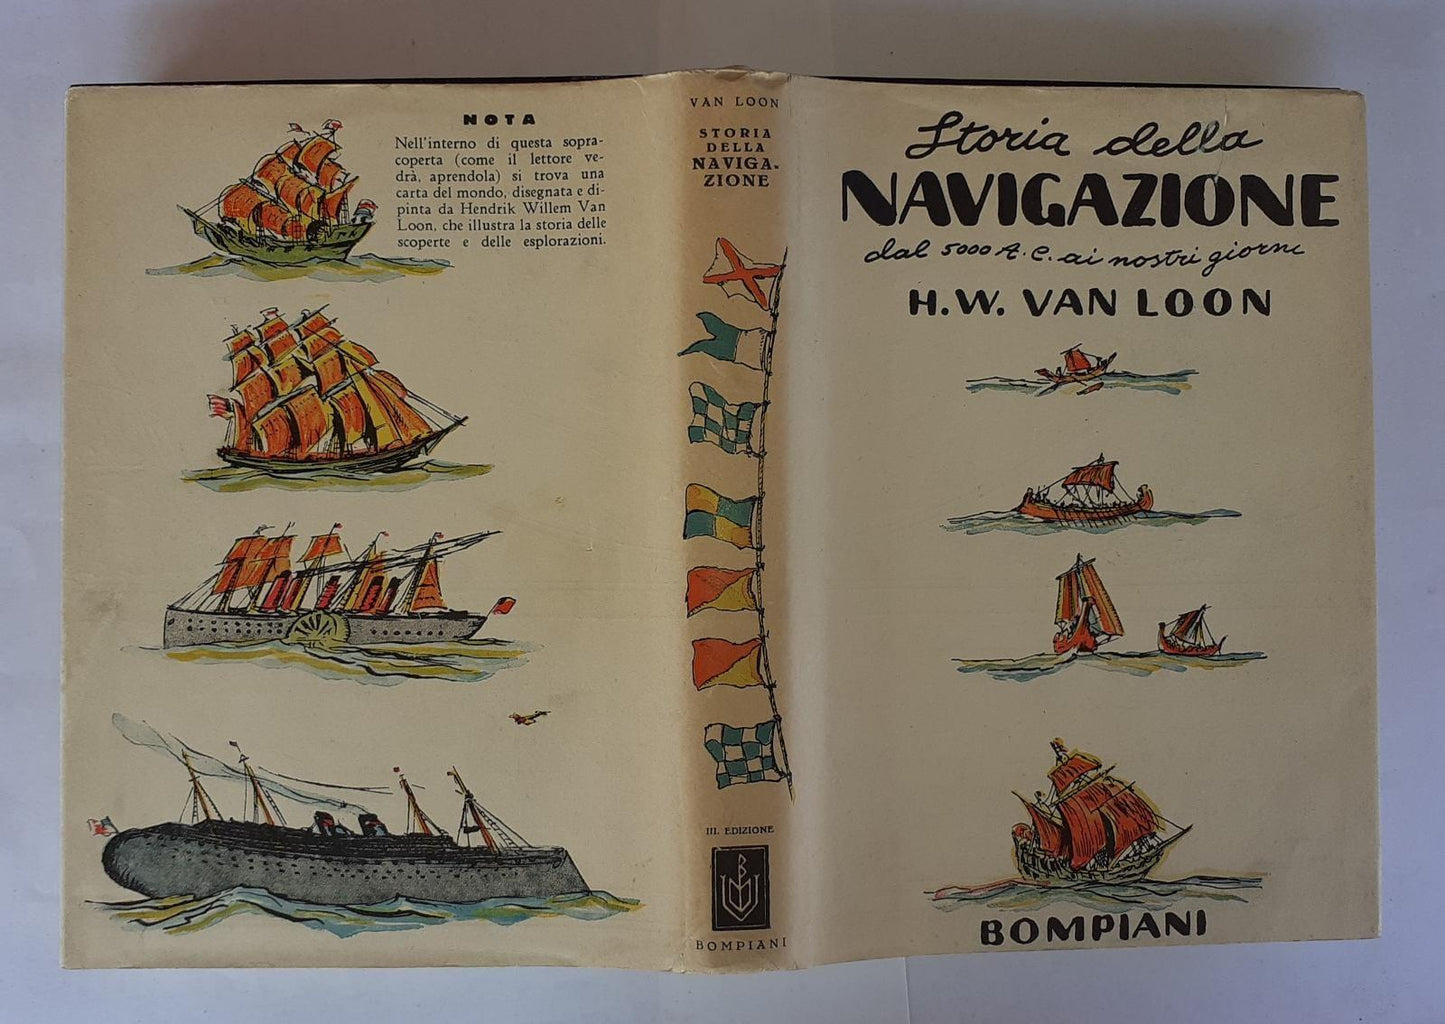 NOTA
Nell'interno di questa sopra-
coperta (come il lettore ve-
drà, aprendola) si trova una
carta del mondo, disegnata e di-
pinta da Hendrik Willem Van
Loon, che illustra la storia delle
scoperte e delle esplorazioni.
VAN LOON
STORIA
DELLA
NAVIGA-
ZIONE
III. EDIZIONE
BOMPIANI
Storia della
NAVIGAZIONE
dal 5000 A.C. ai nostri giorni
H.W. VAN LOON
BOMPIANI